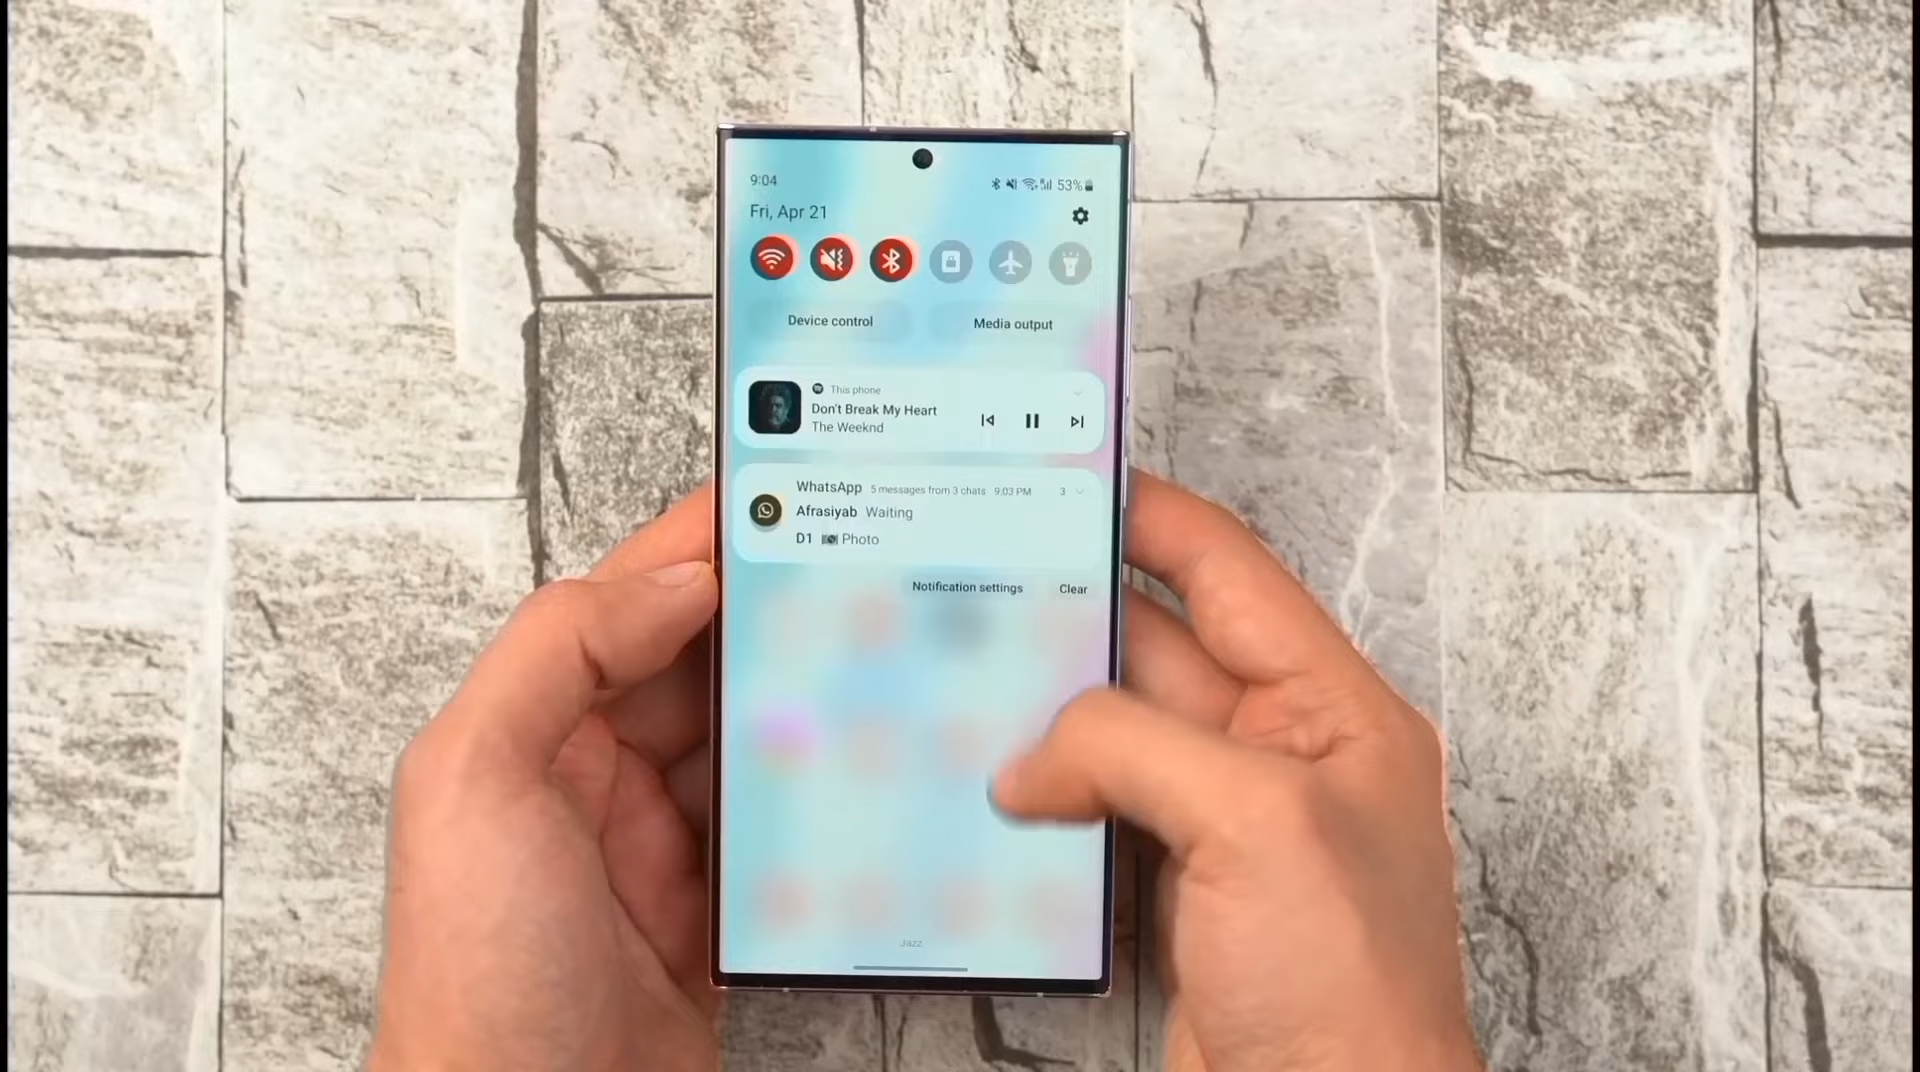 9:04
53%
Fri, Apr 21
Device control
Media output
This phone
Don't Break My Heart
The Weeknd
WhatsApp 5 messages from 3 chats 9:03 PM 3
Afrasiyab Waiting
D1 Photo
Notification settings
Clear
Jazz